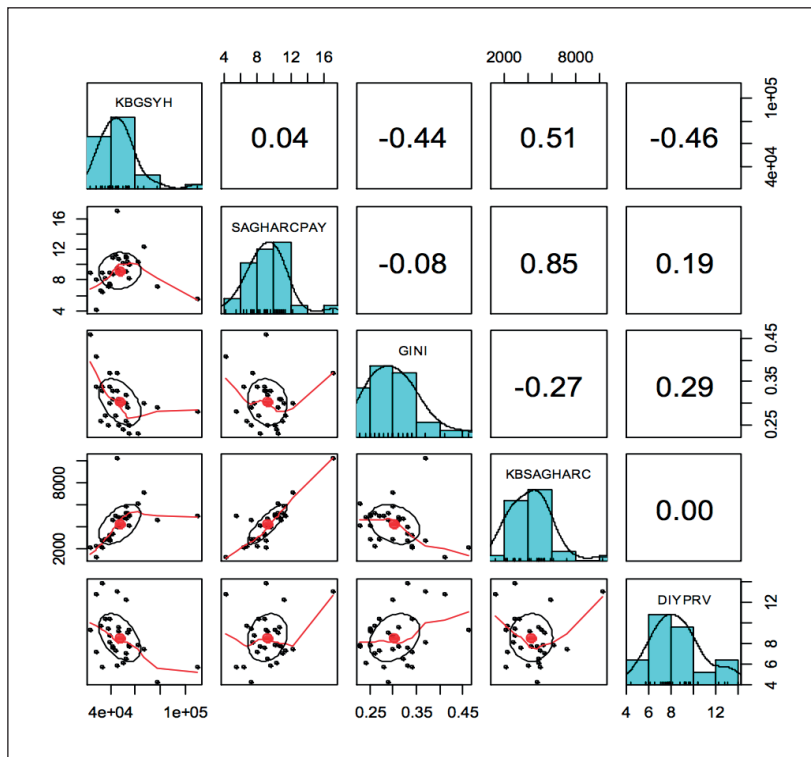 4 8 12 16 2000 8000
KBGSYH
0.04 -0.44 0.51 -0.46
4e+04 1e+05
4 8 12 16
SAGHARCPAY
-0.08 0.85 0.19
GINI
-0.27 0.29
0.25 0.35 0.45
2000 8000
KBSAGHARC
0.00
DIYPRV
4 6 8 12
4e+04 1e+05 0.25 0.35 0.45 4 6 8 12